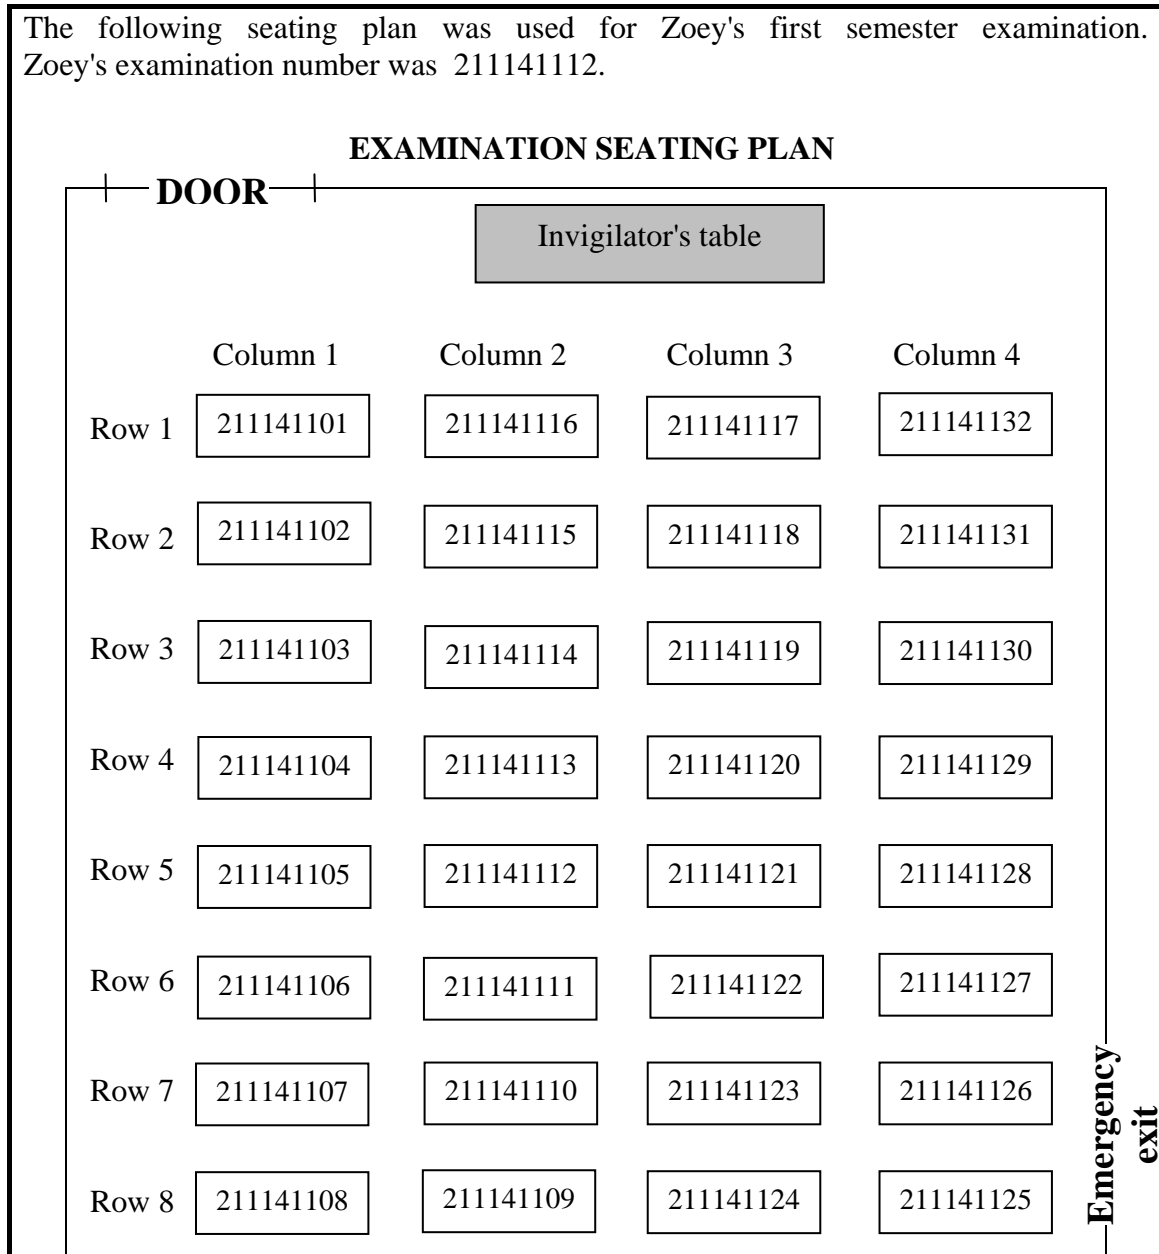 The following seating plan was used for Zoey's first semester examination.
Zoey's examination number was 211141112.
EXAMINATION SEATING PLAN
DOOR
Invigilator's table
Column 1 Column 2 Column 3 Column 4
Row 1 211141101 211141116 211141117 211141132
Row 2 211141102 211141115 211141118 211141131
Row 3 211141103 211141114 211141119 211141130
Row 4 211141104 211141113 211141120 211141129
Row 5 211141105 211141112 211141121 211141128
Row 6 211141106 211141111 211141122 211141127
Row 7 211141107 211141110 211141123 211141126
Row 8 211141108 211141109 211141124 211141125
Emergency
exit